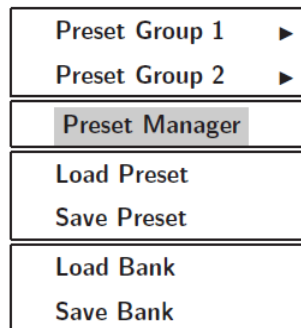 Preset Group 1 ►
Preset Group 2 ►
Preset Manager
Load Preset
Save Preset
Load Bank
Save Bank